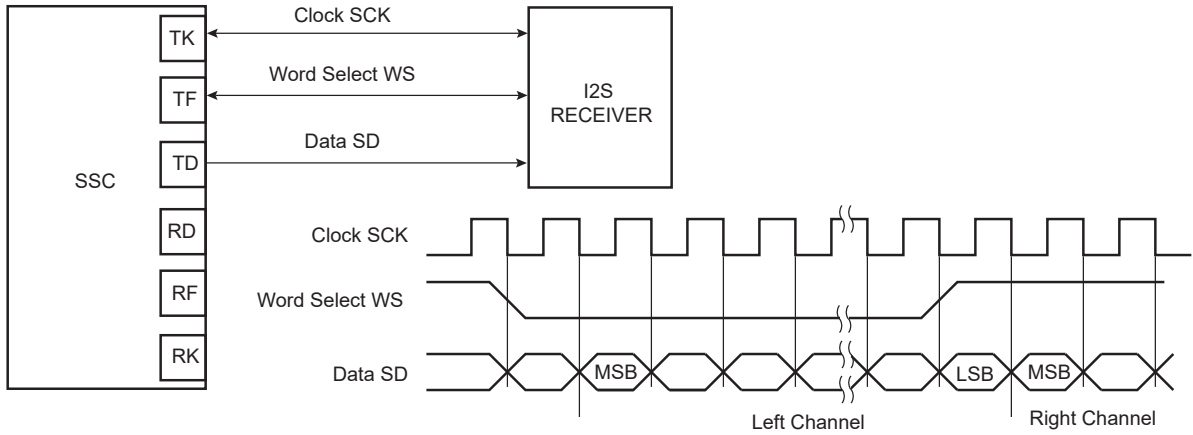 Clock SCK
TK
Word Select WS
TF
I2S
RECEIVER
Data SD
TD
SSC
RD
Clock SCK
RF
Word Select WS
RK
Data SD
MSB
LSB
MSB
Left Channel
Right Channel